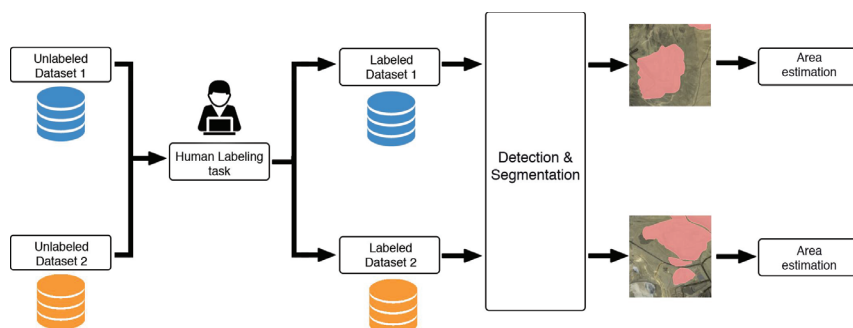 Unlabeled
Dataset 1
Labeled
Dataset 1
Area
estimation
Human Labeling
task
Detection &
Segmentation
Unlabeled
Dataset 2
Labeled
Dataset 2
Area
estimation